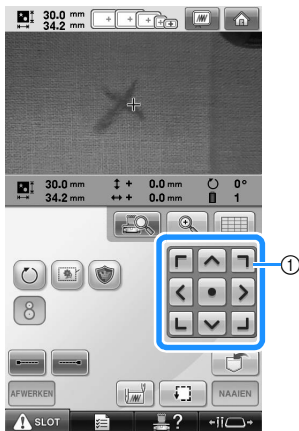 30.0 mm
34.2 mm
30.0 mm + 0.0 mm 0°
34.2 mm + 0.0 mm 1
8
AFWERKEN NAAIEN
SLOT ?
1